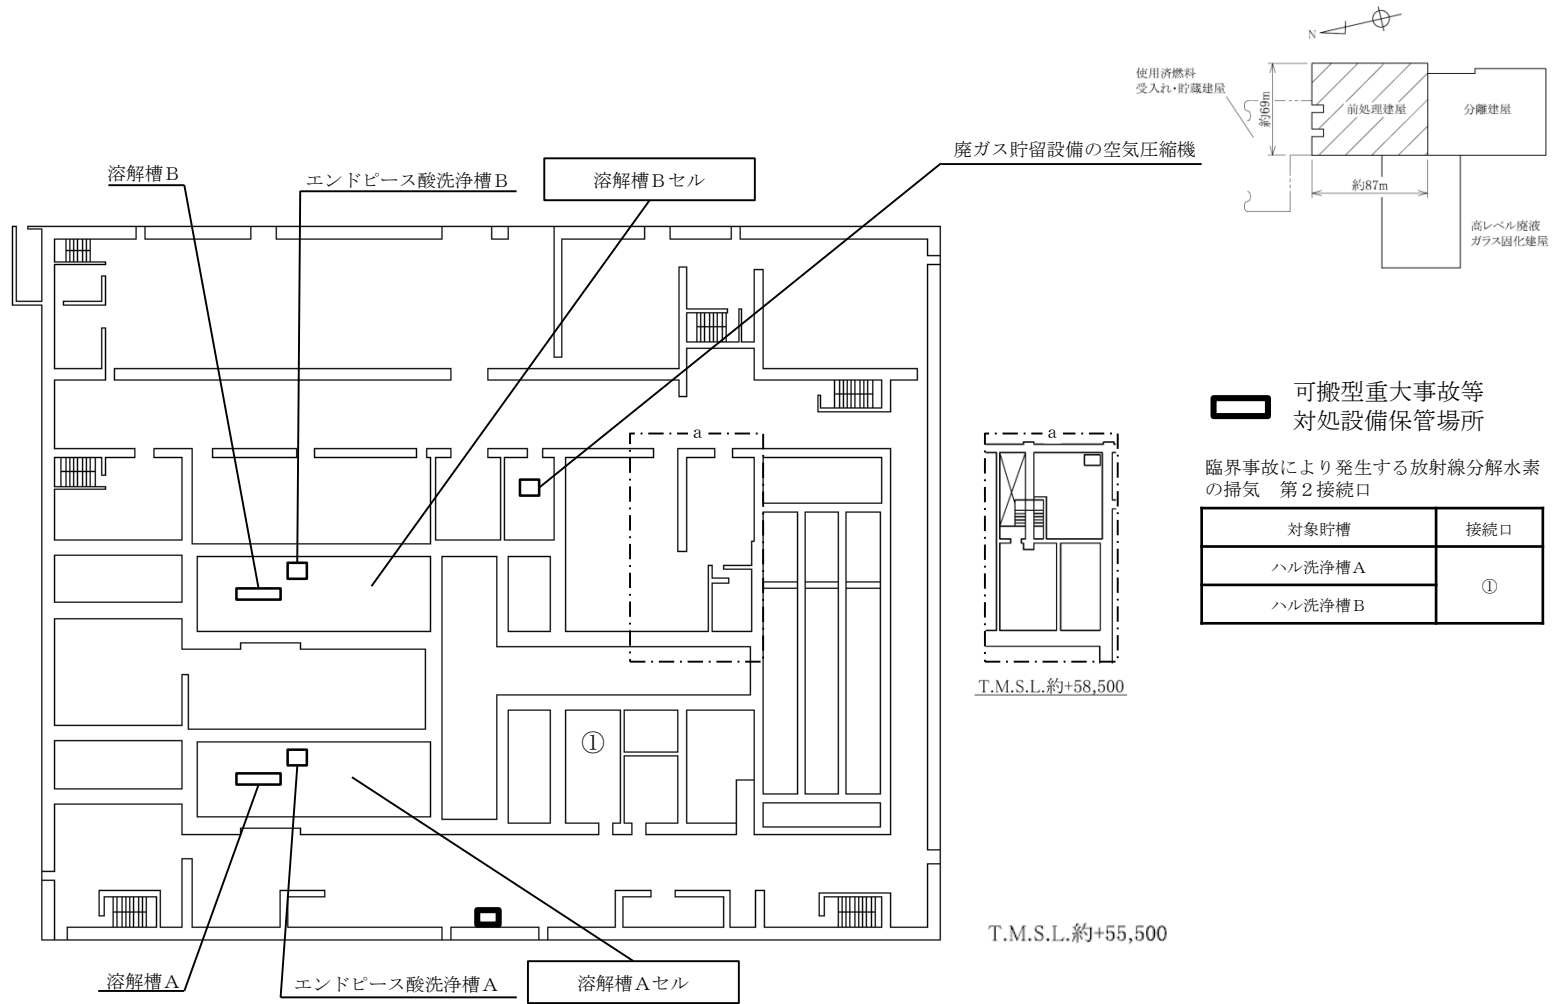 N
使用済燃料
受入れ・貯蔵建屋
約69m
前処理建屋
分離建屋
約87m
高レベル廃液
ガラス固化建屋
溶解槽B
エンドピース酸洗浄槽B
溶解槽Bセル
廃ガス貯留設備の空気圧縮機
a
a
T.M.S.L.約+58,500
可搬型重大事故等
対処設備保管場所
臨界事故により発生する放射線分解水素
の掃気 第2接続口
対象貯槽 接続口
ハル洗浄槽A
①
ハル洗浄槽B
①
T.M.S.L.約+55,500
溶解槽A
エンドピース酸洗浄槽A
溶解槽Aセル